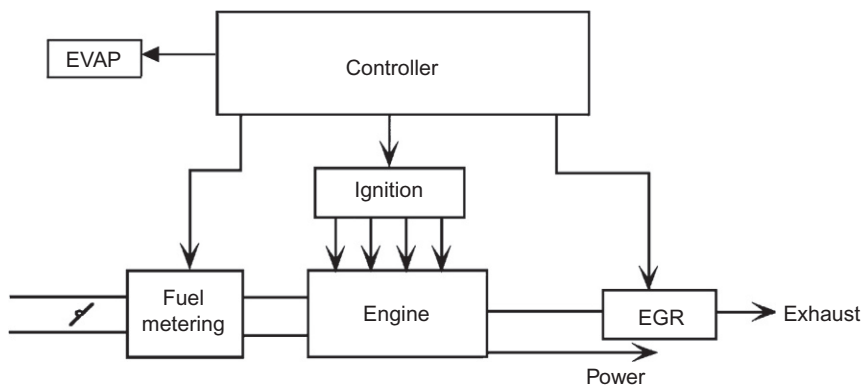 EVAP
Controller
Ignition
Fuel
metering
Engine
EGR
Exhaust
Power